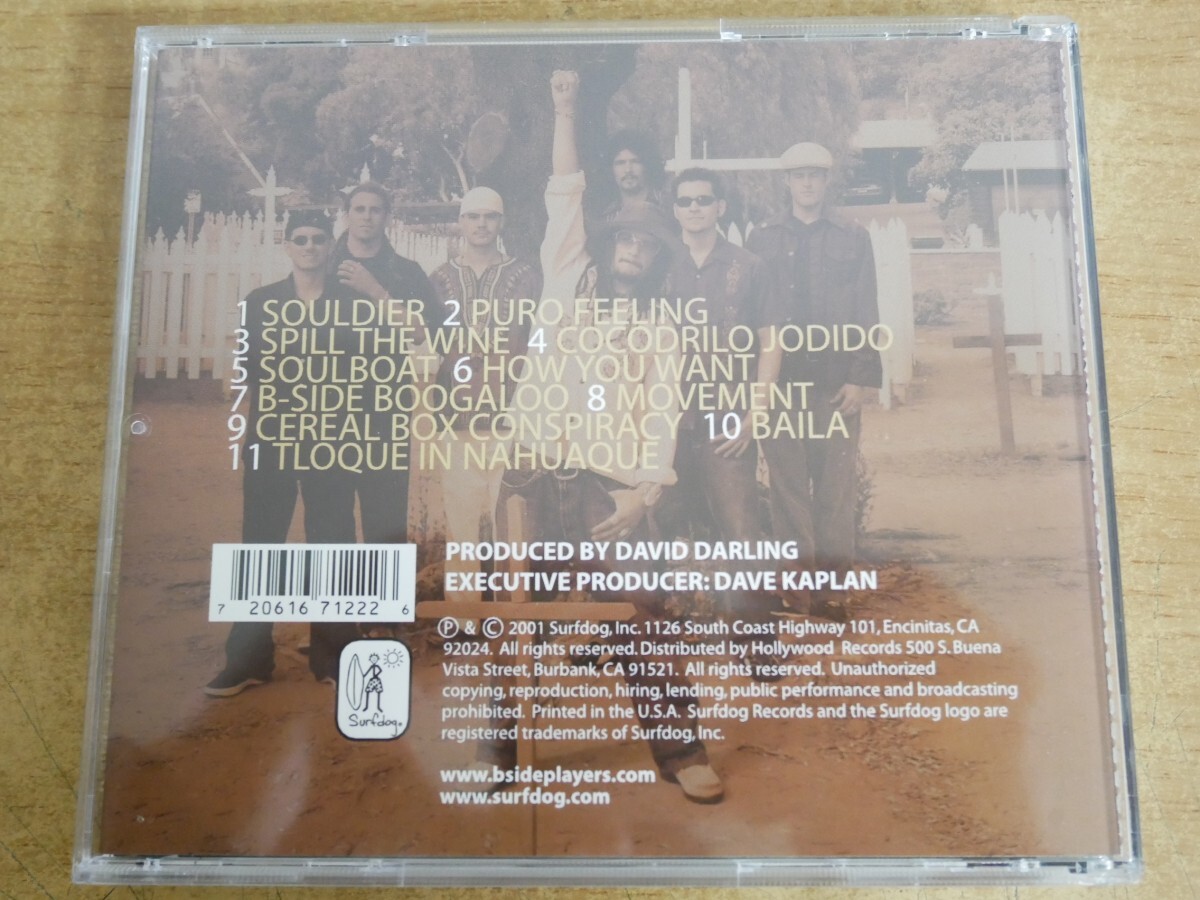 1 SOULDIER 2 PURO FEELING
3 SPILL THE WINE 4 COCODRILO JODIDO
5 SOULBOAT 6 HOW YOU WANT
7 B-SIDE BOOGALOO 8 MOVEMENT
9 CEREAL BOX CONSPIRACY 10 BAILA
11 TLOQUE IN NAHUAQUE
PRODUCED BY DAVID DARLING
EXECUTIVE PRODUCER: DAVE KAPLAN
7 20616 71222 6
Ⓟ & © 2001 Surfdog, Inc. 1126 South Coast Highway 101, Encinitas, CA
92024. All rights reserved. Distributed by Hollywood Records 500 S. Buena
Vista Street, Burbank, CA 91521. All rights reserved. Unauthorized
copying, reproduction, hiring, lending, public performance and broadcasting
prohibited. Printed in the U.S.A. Surfdog Records and the Surfdog logo are
registered trademarks of Surfdog, Inc.
Surfdog®
www.bsideplayers.com
www.surfdog.com